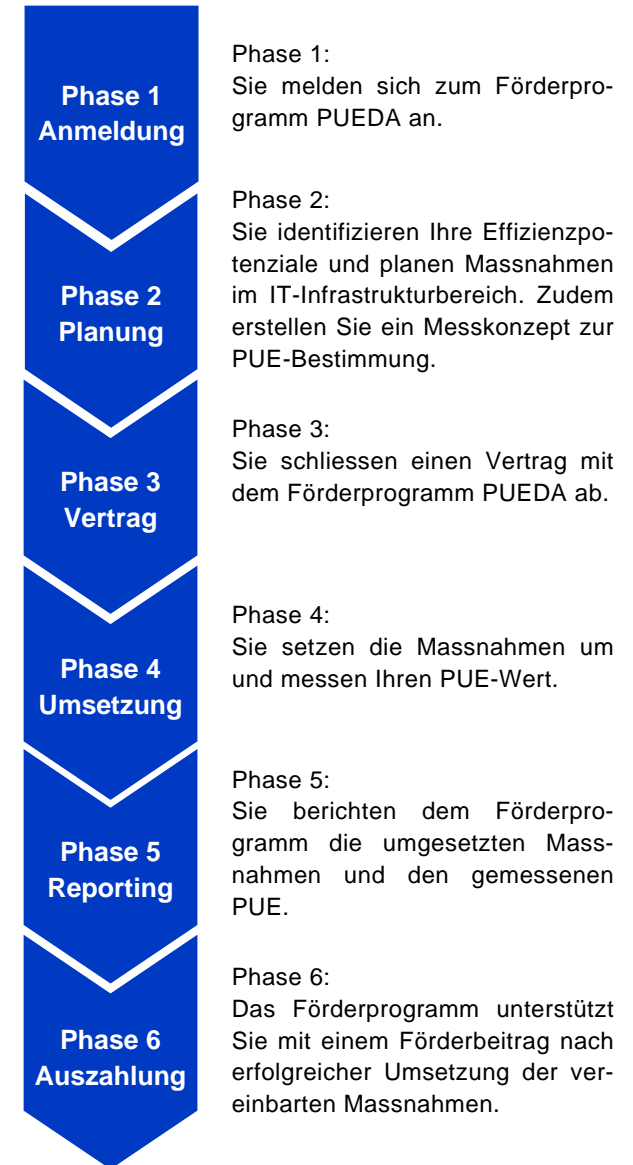 Phase 1
Anmeldung
Phase 1:
Sie melden sich zum Förderpro-
gramm PUEDA an.
Phase 2
Planung
Phase 2:
Sie identifizieren Ihre Effizienzpo-
tenziale und planen Massnahmen
im IT-Infrastrukturbereich. Zudem
erstellen Sie ein Messkonzept zur
PUE-Bestimmung.
Phase 3
Vertrag
Phase 3:
Sie schliessen einen Vertrag mit
dem Förderprogramm PUEDA ab.
Phase 4
Umsetzung
Phase 4:
Sie setzen die Massnahmen um
und messen Ihren PUE-Wert.
Phase 5
Reporting
Phase 5:
Sie berichten dem Förderpro-
gramm die umgesetzten Mass-
nahmen und den gemessenen
PUE.
Phase 6
Auszahlung
Phase 6:
Das Förderprogramm unterstützt
Sie mit einem Förderbeitrag nach
erfolgreicher Umsetzung der ver-
einbarten Massnahmen.